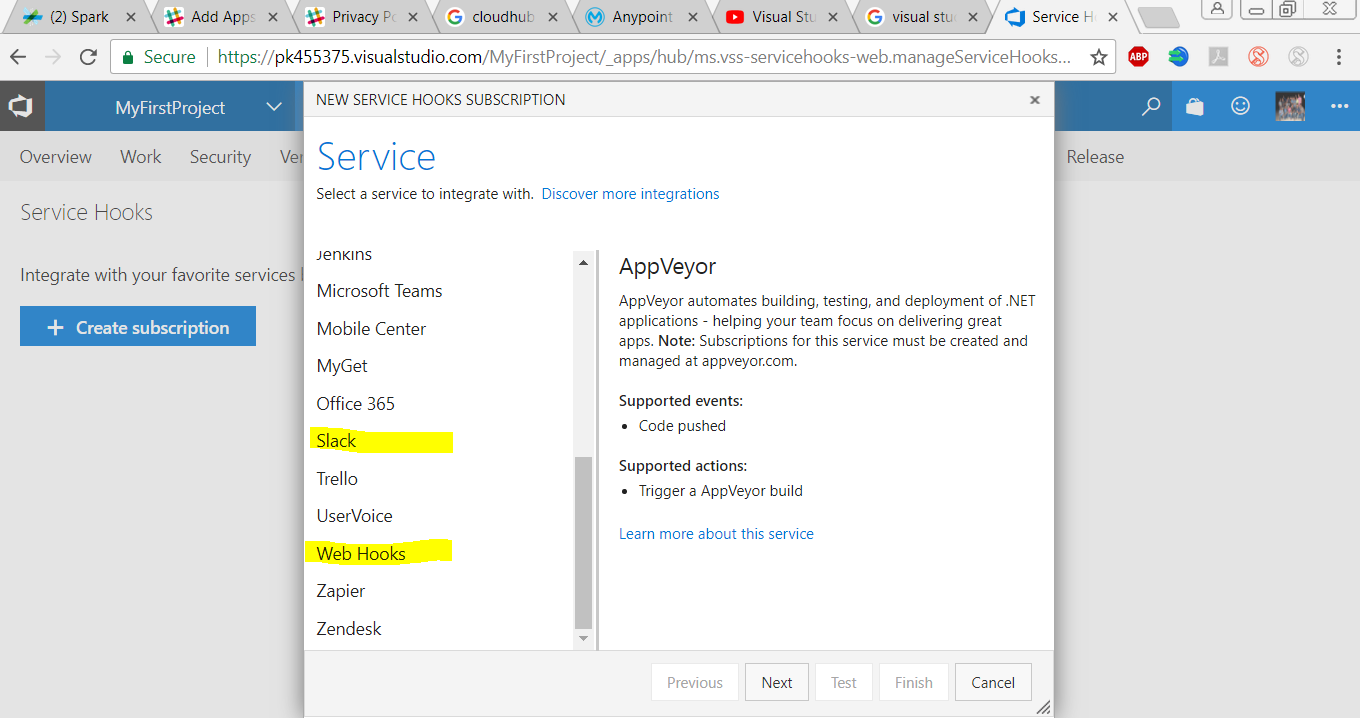 (2) Spark
Add Apps
Privacy Po
cloudhub
Anypoint
Visual Stu
visual stud
Service H
Secure
https://pk455375.visualstudio.com/MyFirstProject/_apps/hub/ms.vss-servicehooks-web.manageServiceHooks...
ABP
MyFirstProject
NEW SERVICE HOOKS SUBSCRIPTION
Overview Work Security Ver
Release
Service
Select a service to integrate with. Discover more integrations
Service Hooks
Integrate with your favorite services
+ Create subscription
Jenkins
Microsoft Teams
Mobile Center
MyGet
Office 365
Slack
Trello
UserVoice
Web Hooks
Zapier
Zendesk
AppVeyor
AppVeyor automates building, testing, and deployment of .NET
applications - helping your team focus on delivering great
apps. Note: Subscriptions for this service must be created and
managed at appveyor.com.
Supported events:
• Code pushed
Supported actions:
• Trigger a AppVeyor build
Learn more about this service
Previous Next Test Finish Cancel